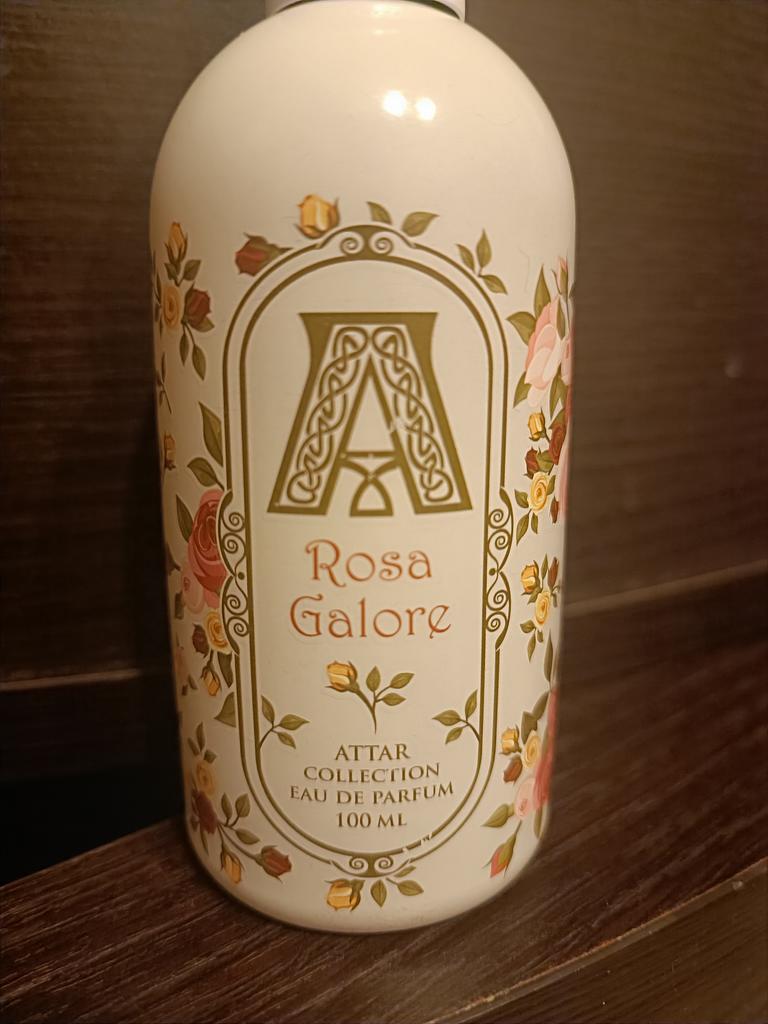 A
Rosa
Galore
ATTAR
COLLECTION
EAU DE PARFUM
100 ML